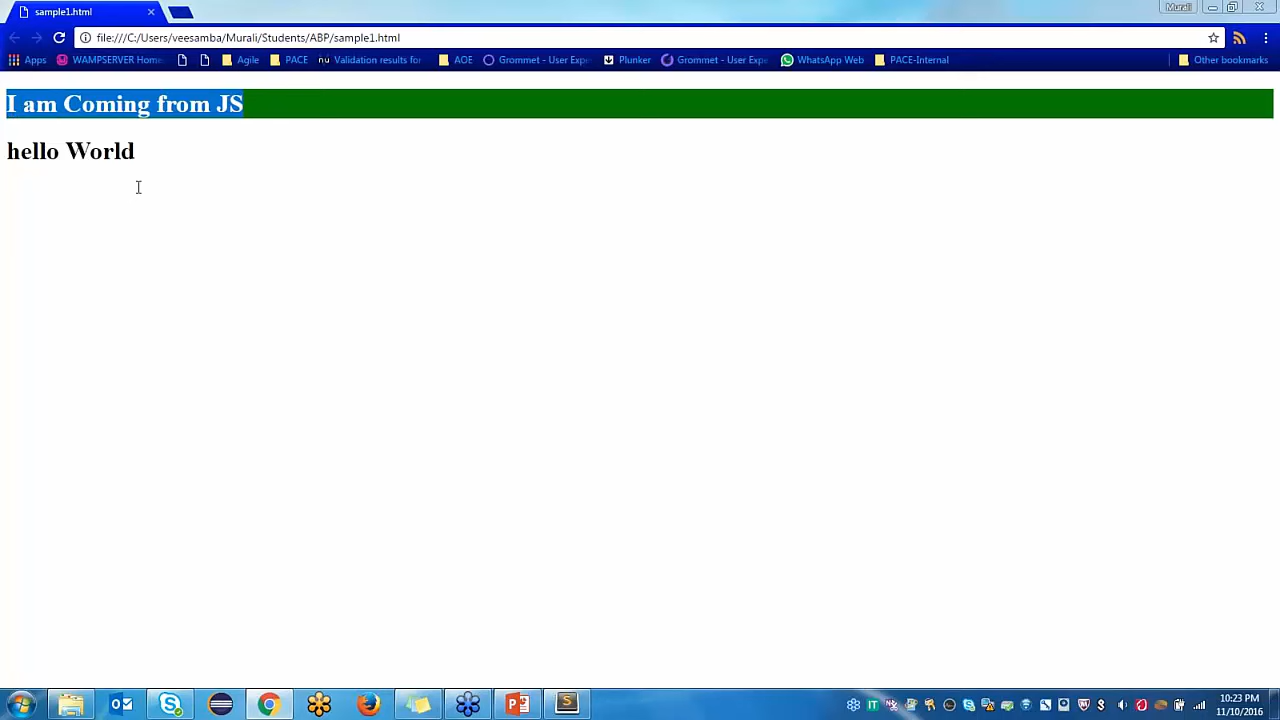 sample1.html
Murali
file:///C:/Users/veesamba/Murali/Students/ABP/sample1.html
Apps WAMPSERVER Home Agile PACE Validation results for AOE Grommet - User Expe Plunker Grommet - User Expe WhatsApp Web PACE-Internal Other bookmarks
I am Coming from JS
hello World
10:23 PM
11/10/2016